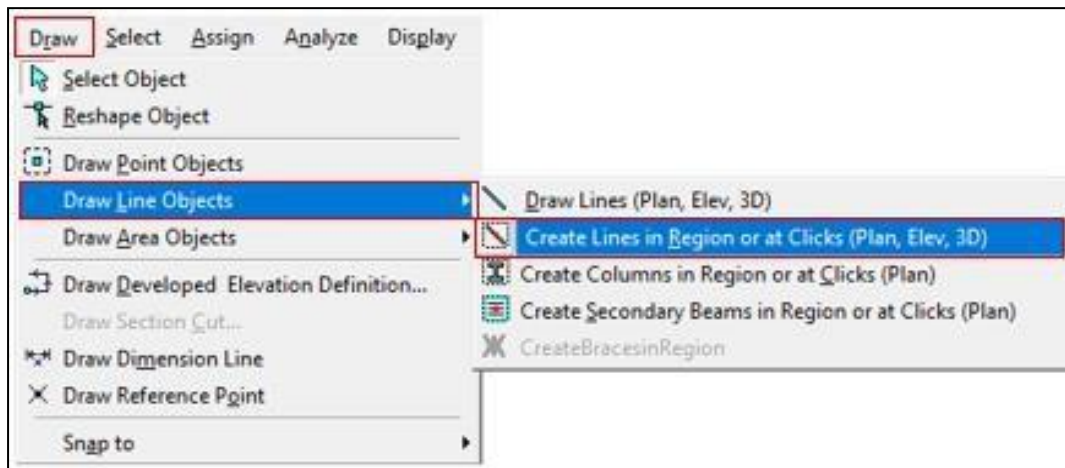 Draw Select Assign Analyze Display
Select Object
Reshape Object
Draw Point Objects
Draw Line Objects
Draw Lines (Plan, Elev, 3D)
Create Lines in Region or at Clicks (Plan, Elev, 3D)
Create Columns in Region or at Clicks (Plan)
Create Secondary Beams in Region or at Clicks (Plan)
CreateBracesinRegion
Draw Area Objects
Draw Developed Elevation Definition...
Draw Section Cut...
Draw Dimension Line
Draw Reference Point
Snap to